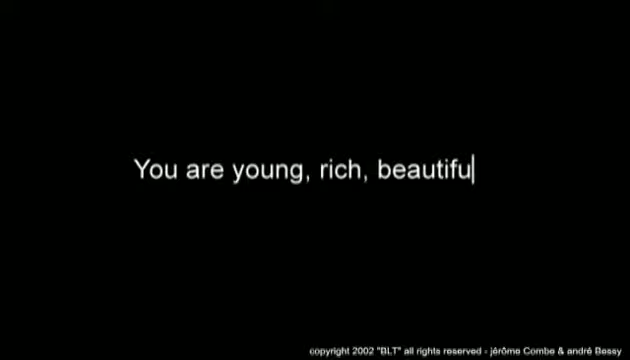 You are young, rich, beautifu
copyright 2002 "BLT" all rights reserved - jérôme Combe & andré Bessy